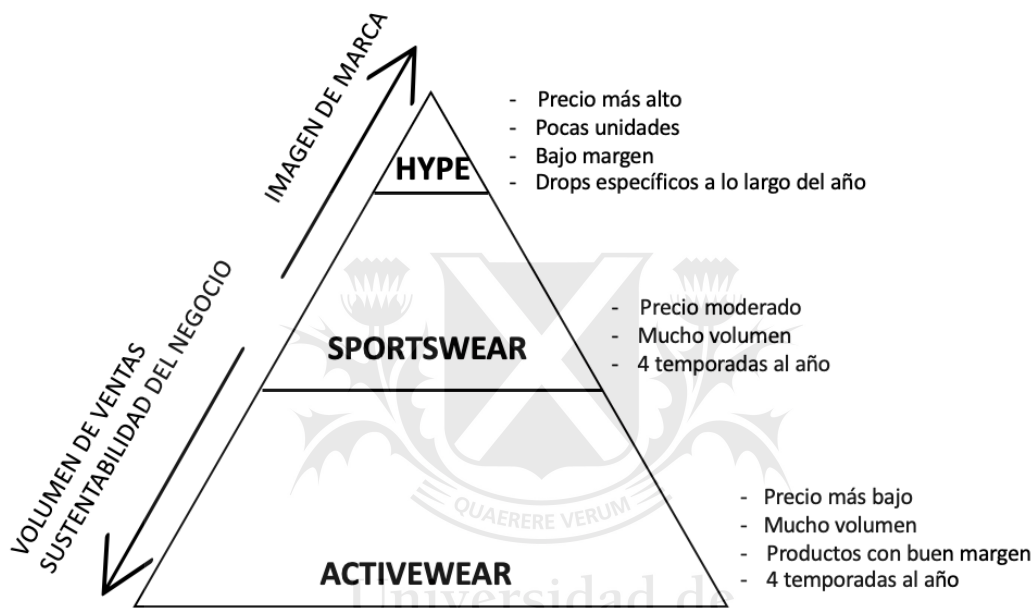 IMAGEN DE MARCA
- Precio más alto
- Pocas unidades
- Bajo margen
- Drops específicos a lo largo del año
HYPE
VOLUMEN DE VENTAS
SUSTENTABILIDAD DEL NEGOCIO
- Precio moderado
- Mucho volumen
- 4 temporadas al año
SPORTSWEAR
QUAERERE VERUM
- Precio más bajo
- Mucho volumen
- Productos con buen margen
- 4 temporadas al año
ACTIVEWEAR
Universidad de